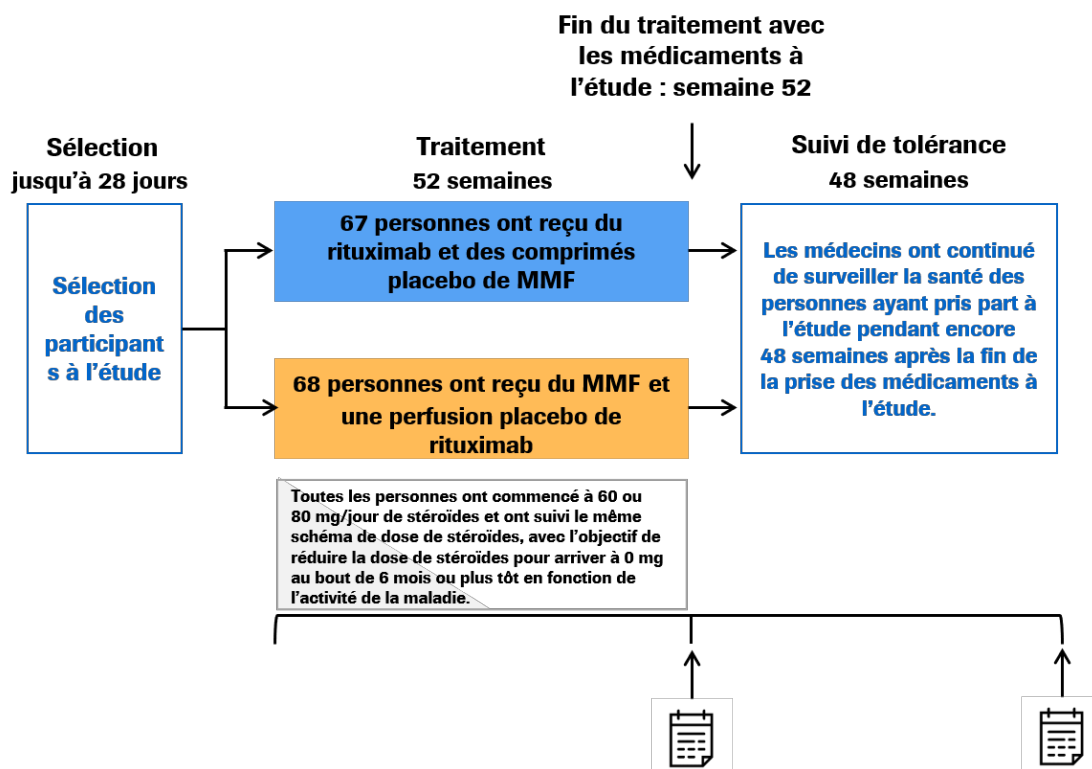 Fin du traitement avec
les médicaments à
l'étude : semaine 52
Sélection
jusqu'à 28 jours
Traitement
52 semaines
Suivi de tolérance
48 semaines
Sélection
des
participant
s à l'étude
67 personnes ont reçu du
rituximab et des comprimés
placebo de MMF
68 personnes ont reçu du MMF et
une perfusion placebo de
rituximab
Les médecins ont continué
de surveiller la santé des
personnes ayant pris part à
l'étude pendant encore
48 semaines après la fin de
la prise des médicaments à
l'étude.
Toutes les personnes ont commencé à 60 ou
80 mg/jour de stéroïdes et ont suivi le même
schéma de dose de stéroïdes, avec l'objectif de
réduire la dose de stéroïdes pour arriver à 0 mg
au bout de 6 mois ou plus tôt en fonction de
l'activité de la maladie.